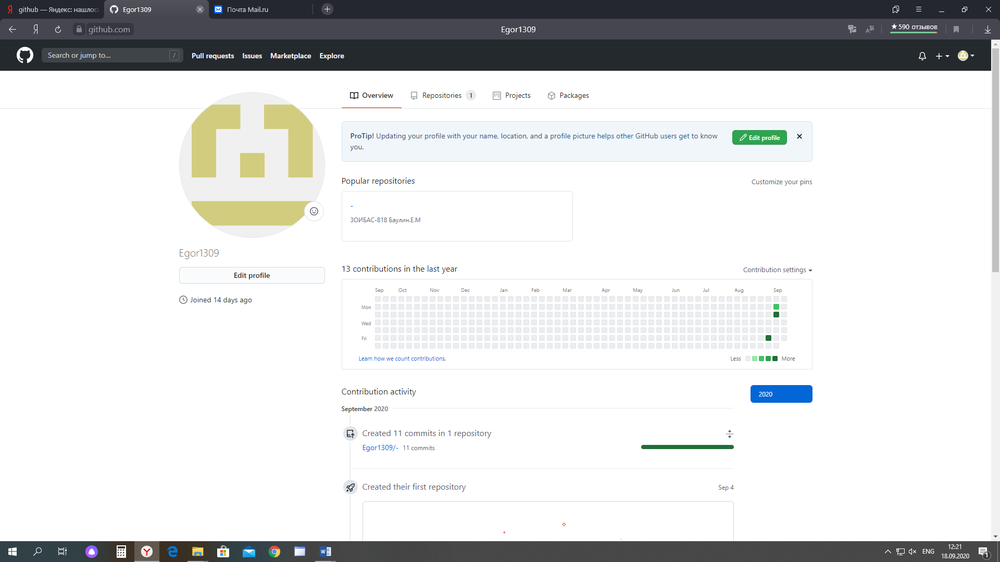 github — Яндекс: нашлось
Egor1309
Почта Mail.ru
github.com
Egor1309
★ 590 отзывов
Search or jump to...
/
Pull requests
Issues
Marketplace
Explore
Overview
Repositories 1
Projects
Packages
ProTip! Updating your profile with your name, location, and a profile picture helps other GitHub users get to know
you.
Edit profile
Popular repositories
Customize your pins
-
ЗОИБАС-818 Баулин.Е.М
Egor1309
Edit profile
Joined 14 days ago
13 contributions in the last year
Contribution settings
Sep Oct Nov Dec Jan Feb Mar Apr May Jun Jul Aug Sep
Mon
Wed
Fri
Learn how we count contributions.
Less
More
Contribution activity
2020
September 2020
Created 11 commits in 1 repository
Egor1309/- 11 commits
Created their first repository
Sep 4
ENG
12:21
18.09.2020
1